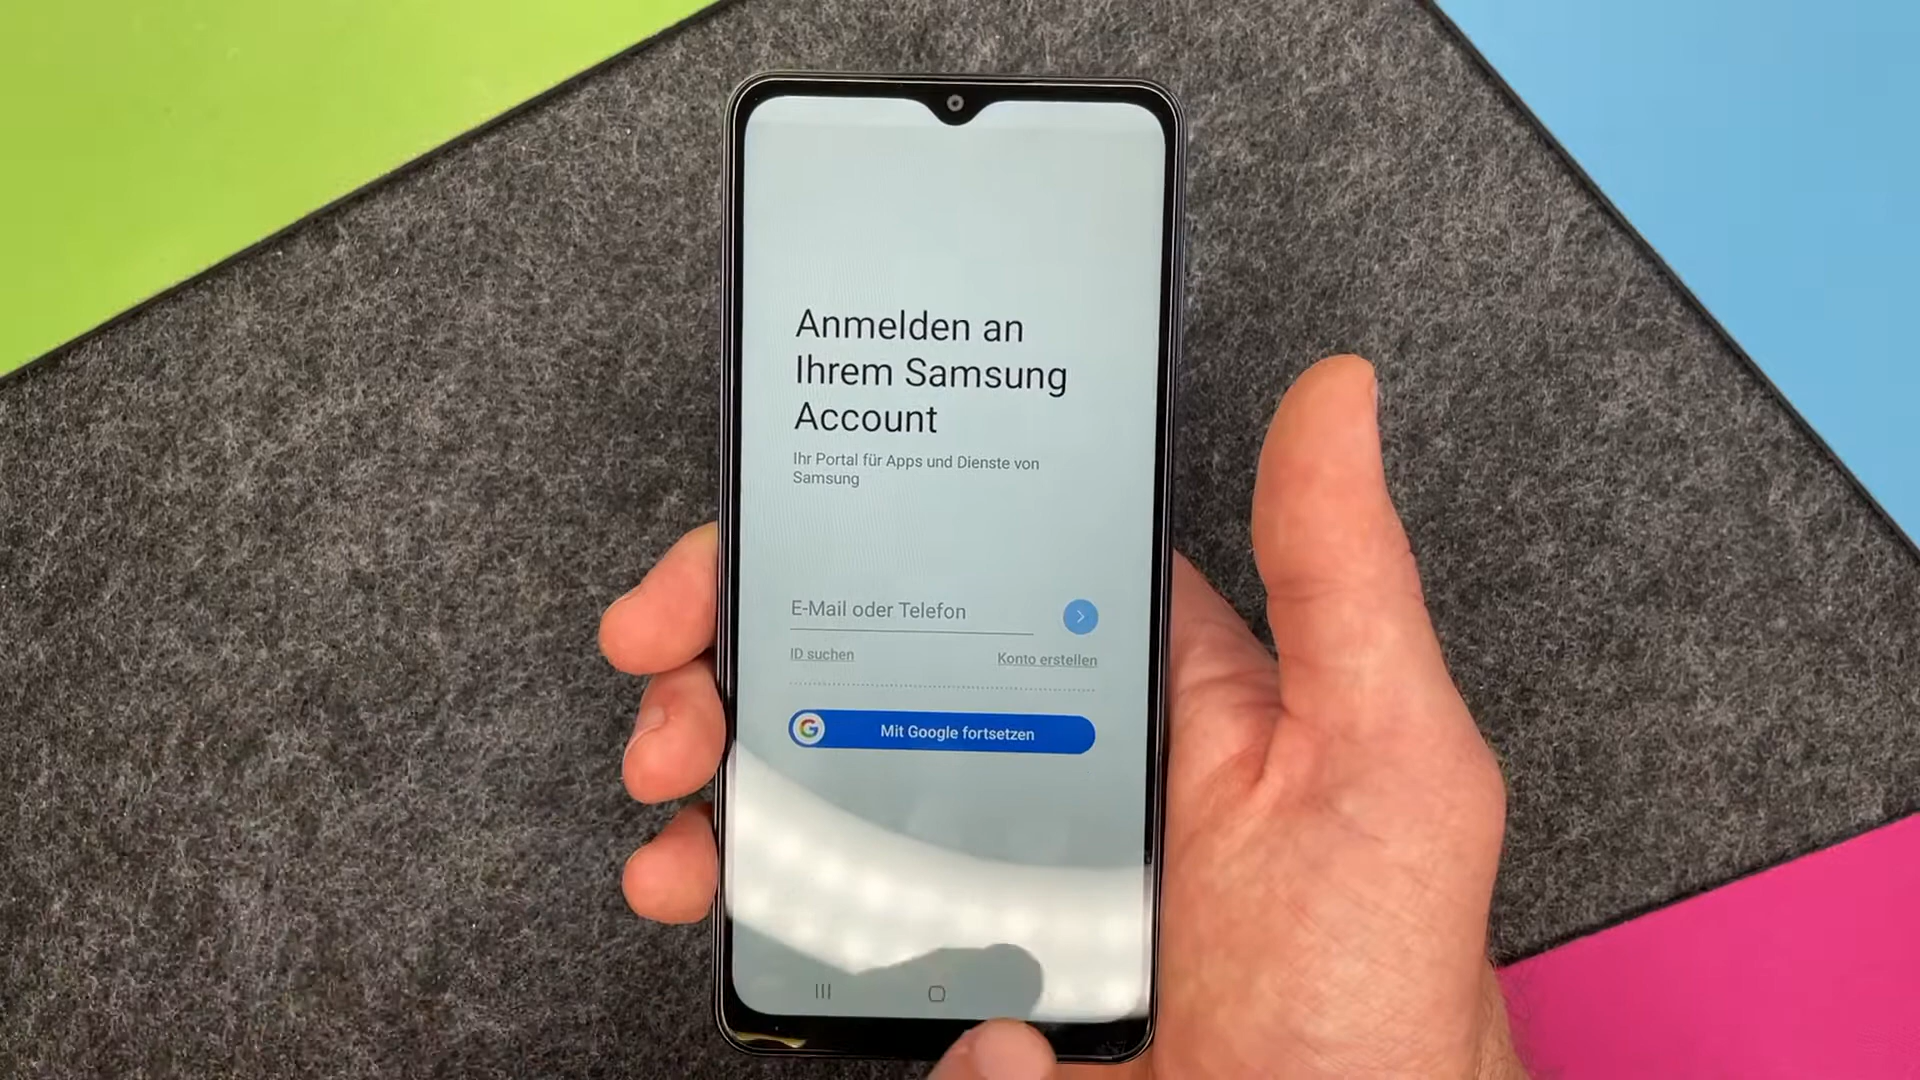 Anmelden an
Ihrem Samsung
Account
Ihr Portal für Apps und Dienste von
Samsung
E-Mail oder Telefon
ID suchen
Konto erstellen
G
Mit Google fortsetzen